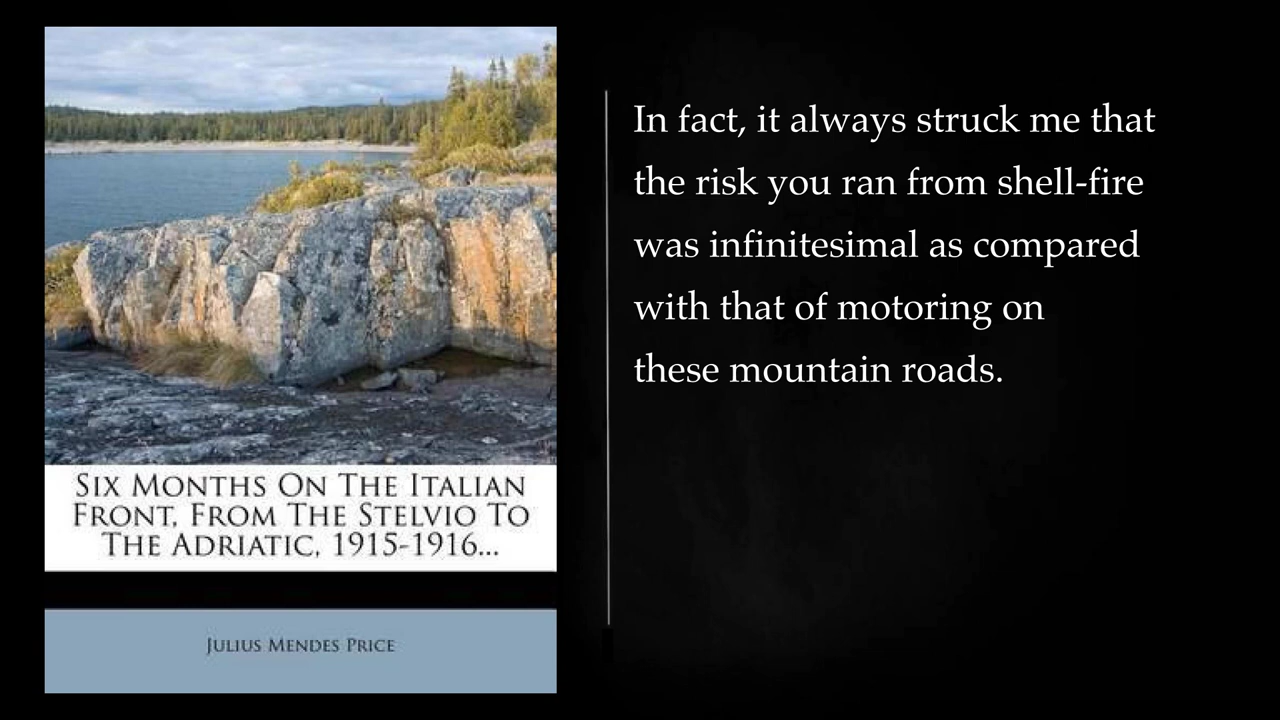 In fact, it always struck me that
the risk you ran from shell-fire
was infinitesimal as compared
with that of motoring on
these mountain roads.
Six Months On The Italian
Front, From The Stelvio To
The Adriatic, 1915-1916...
Julius Mendes Price